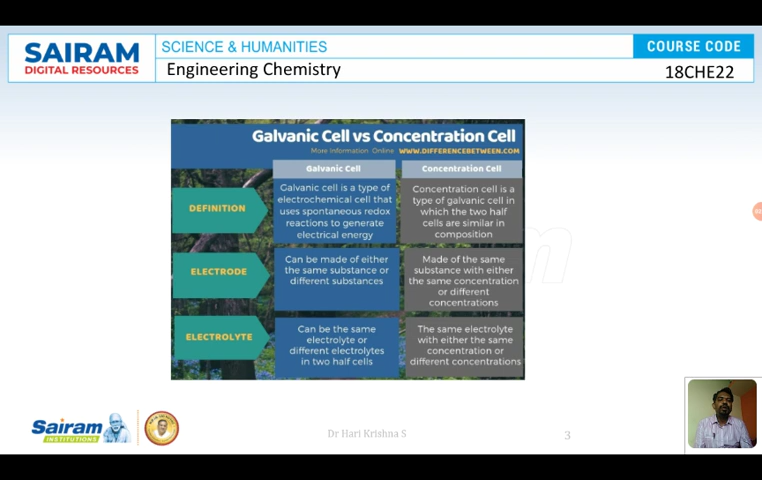 SAIRAM
DIGITAL RESOURCES
SCIENCE & HUMANITIES
Engineering Chemistry
COURSE CODE
18CHE22
Galvanic Cell vs Concentration Cell
More Information Online WWW.DIFFERENCEBETWEEN.COM
Galvanic Cell
Concentration Cell
DEFINITION
Galvanic cell is a type of
electrochemical cell that
uses spontaneous redox
reactions to generate
electrical energy
Concentration cell is a
type of galvanic cell in
which the two half
cells are similar in
composition
ELECTRODE
Can be made of either
the same substance or
different substances
Made of the same
substance with either
the same concentration
or different
concentrations
ELECTROLYTE
Can be the same
electrolyte or
different electrolytes
in two half cells
The same electrolyte
with either the same
concentration or
different concentrations
Sairam
INSTITUTIONS
Dr Hari Krishna S
3